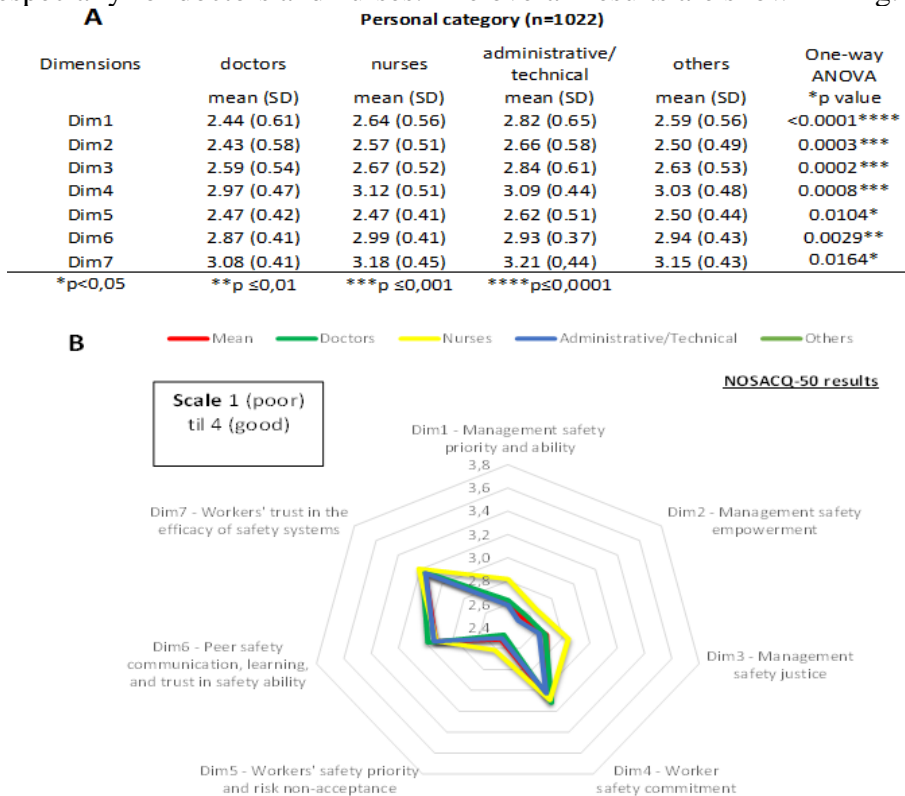 A
Personal category (n=1022)
Dimensions doctors nurses administrative/ technical others One-way ANOVA
mean (SD) mean (SD) mean (SD) mean (SD) *p value
Dim1 2.44 (0.61) 2.64 (0.56) 2.82 (0.65) 2.59 (0.56) <0.0001****
Dim2 2.43 (0.58) 2.57 (0.51) 2.66 (0.58) 2.50 (0.49) 0.0003***
Dim3 2.59 (0.54) 2.67 (0.52) 2.84 (0.61) 2.63 (0.53) 0.0002***
Dim4 2.97 (0.47) 3.12 (0.51) 3.09 (0.44) 3.03 (0.48) 0.0008***
Dim5 2.47 (0.42) 2.47 (0.41) 2.62 (0.51) 2.50 (0.44) 0.0104*
Dim6 2.87 (0.41) 2.99 (0.41) 2.93 (0.37) 2.94 (0.43) 0.0029**
Dim7 3.08 (0.41) 3.18 (0.45) 3.21 (0,44) 3.15 (0.43) 0.0164*
*p<0,05 **p ≤0,01 ***p ≤0,001 ****p≤0,0001
B
Mean Doctors Nurses Administrative/Technical Others
NOSACQ-50 results
Scale 1 (poor)
til 4 (good)
Dim1 - Management safety
priority and ability
3,8
3,6
3,4
3,2
3,0
2,8
2,6
2,4
Dim2 - Management safety
empowerment
Dim3 - Management
safety justice
Dim4 - Worker
safety commitment
Dim5 - Workers' safety priority
and risk non-acceptance
Dim6 - Peer safety
communication, learning,
and trust in safety ability
Dim7 - Workers' trust in the
efficacy of safety systems